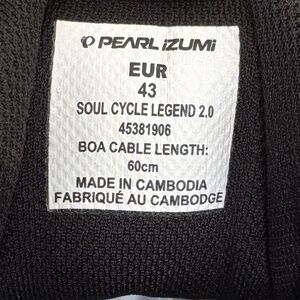 PEARL iZUMi
EUR
43
SOUL CYCLE LEGEND 2.0
45381906
BOA CABLE LENGTH:
60cm
MADE IN CAMBODIA
FABRIQUÉ AU CAMBODGE